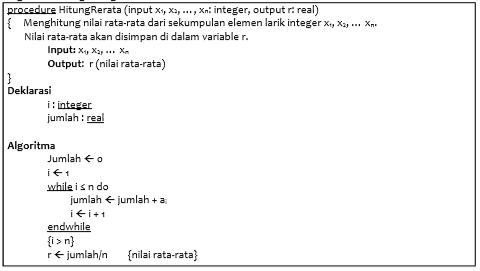 procedure HitungRerata (input x₁, x₂, ... , xₙ: integer, output r: real)
{ Menghitung nilai rata-rata dari sekumpulan elemen larik integer x₁, x₂, ... xₙ.
Nilai rata-rata akan disimpan di dalam variable r.
Input: x₁, x₂, ... xₙ
Output: r (nilai rata-rata)
}
Deklarasi
i : integer
jumlah : real
Algoritma
Jumlah ← 0
i ← 1
while i ≤ n do
jumlah ← jumlah + aᵢ
i ← i + 1
endwhile
{i > n}
r ← jumlah/n {nilai rata-rata}